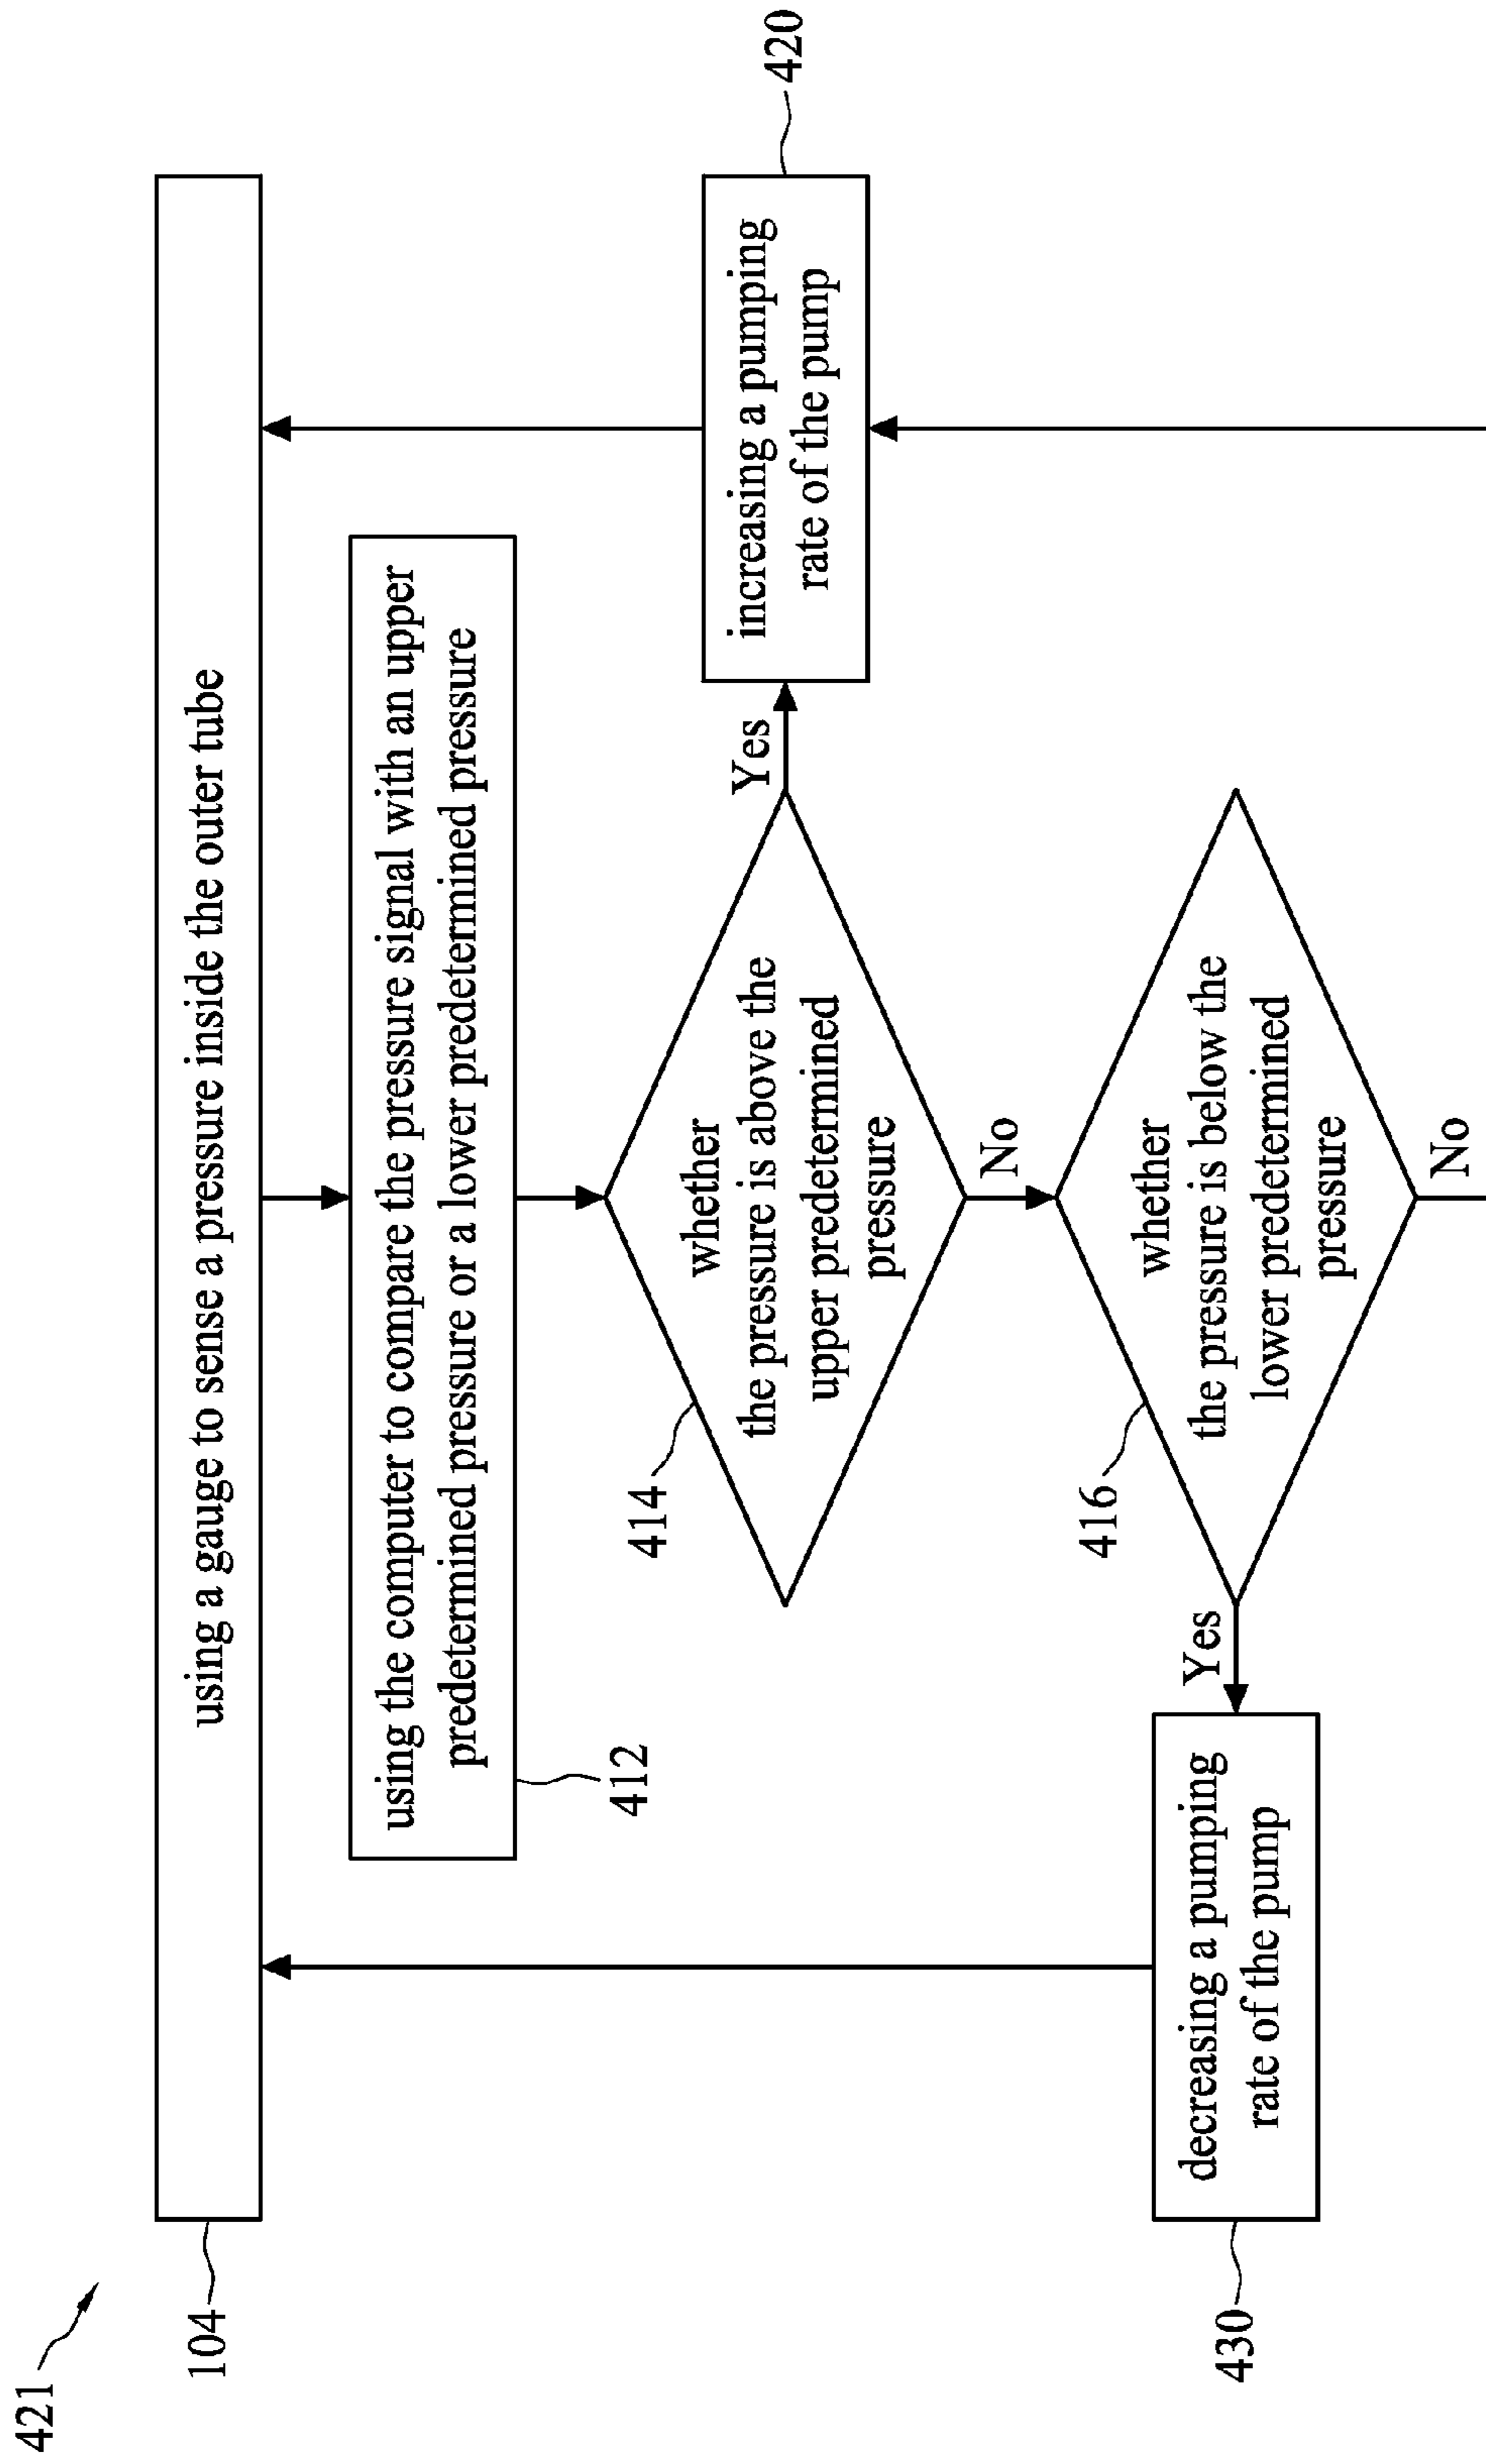 421
104
using a gauge to sense a pressure inside the outer tube
using the computer to compare the pressure signal with an upper
predetermined pressure or a lower predetermined pressure
412
414
whether
the pressure is above the
upper predetermined
pressure
Yes
increasing a pumping
rate of the pump
420
No
416
whether
the pressure is below the
lower predetermined
pressure
Yes
decreasing a pumping
rate of the pump
430
No